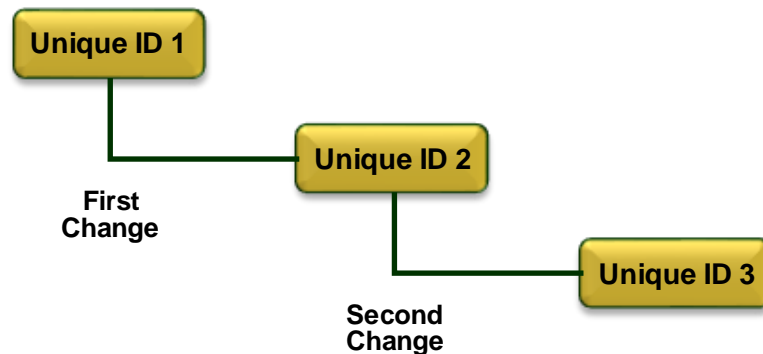 Unique ID 1
Unique ID 2
First
Change
Unique ID 3
Second
Change